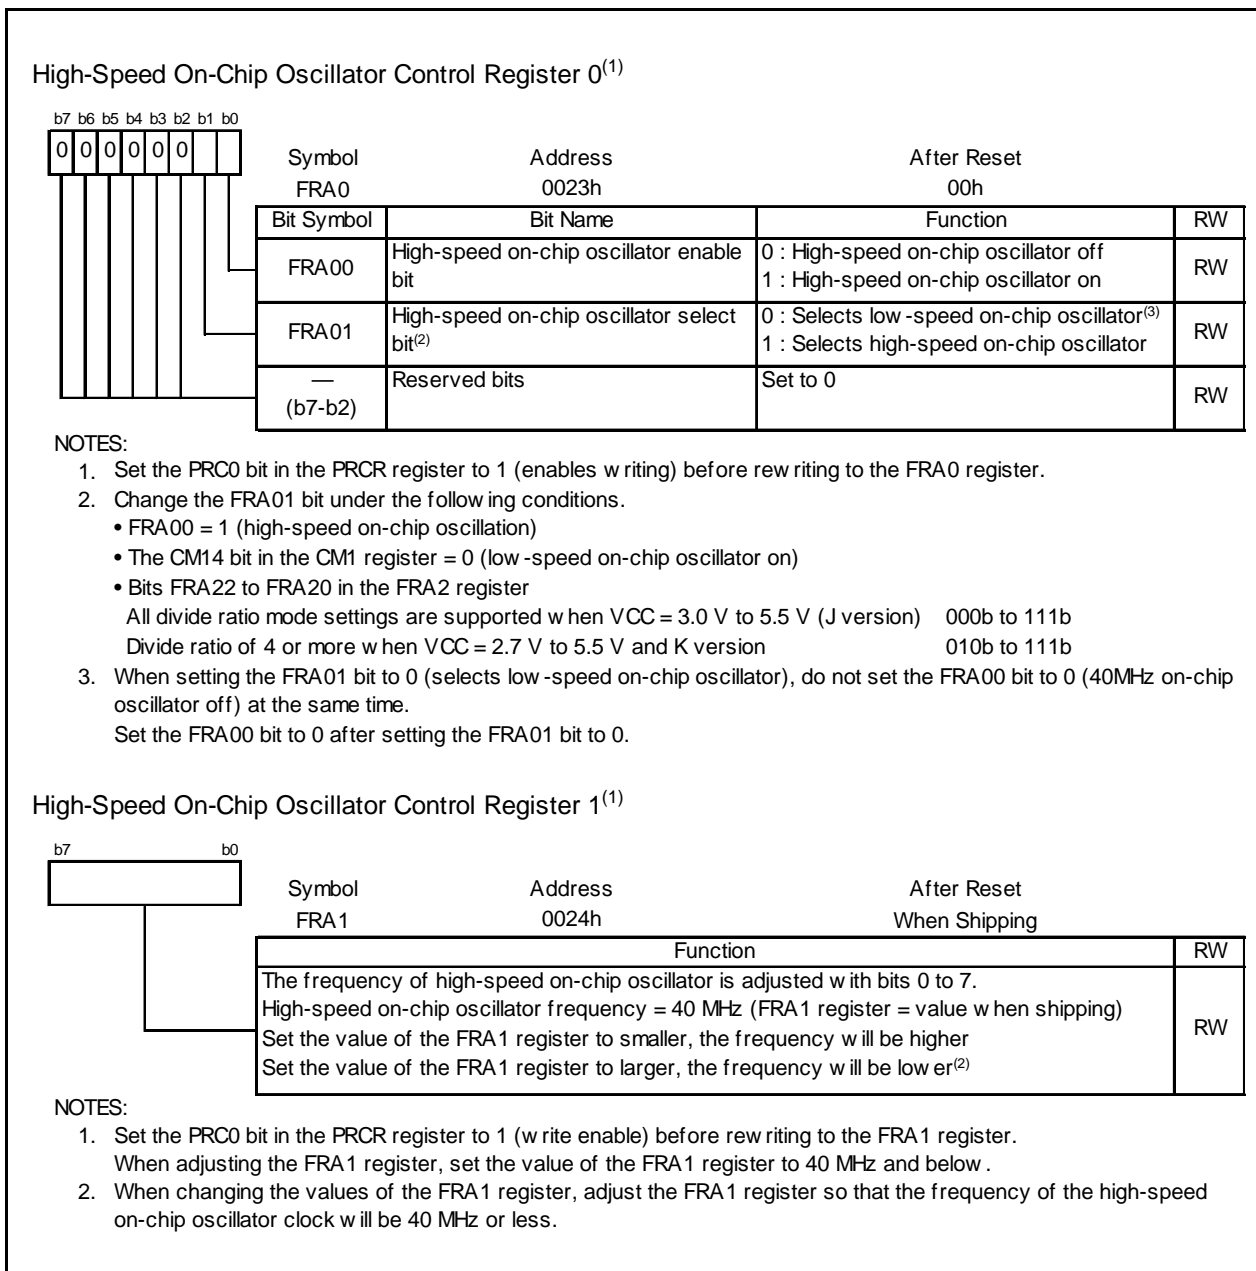 High-Speed On-Chip Oscillator Control Register 0(1)
b7 b6 b5 b4 b3 b2 b1 b0
0 0 0 0 0 0
Symbol Address After Reset
FRA0 0023h 00h
Bit Symbol Bit Name Function RW
FRA00 High-speed on-chip oscillator enable bit 0 : High-speed on-chip oscillator off
1 : High-speed on-chip oscillator on RW
FRA01 High-speed on-chip oscillator select bit(2) 0 : Selects low-speed on-chip oscillator(3)
1 : Selects high-speed on-chip oscillator RW
— (b7-b2) Reserved bits Set to 0 RW
NOTES:
1. Set the PRC0 bit in the PRCR register to 1 (enables writing) before rewriting to the FRA0 register.
2. Change the FRA01 bit under the following conditions.
• FRA00 = 1 (high-speed on-chip oscillation)
• The CM14 bit in the CM1 register = 0 (low-speed on-chip oscillator on)
• Bits FRA22 to FRA20 in the FRA2 register
All divide ratio mode settings are supported when VCC = 3.0 V to 5.5 V (J version) 000b to 111b
Divide ratio of 4 or more when VCC = 2.7 V to 5.5 V and K version 010b to 111b
3. When setting the FRA01 bit to 0 (selects low-speed on-chip oscillator), do not set the FRA00 bit to 0 (40MHz on-chip
oscillator off) at the same time.
Set the FRA00 bit to 0 after setting the FRA01 bit to 0.
High-Speed On-Chip Oscillator Control Register 1(1)
b7 b0
Symbol Address After Reset
FRA1 0024h When Shipping
Function RW
The frequency of high-speed on-chip oscillator is adjusted with bits 0 to 7.
High-speed on-chip oscillator frequency = 40 MHz (FRA1 register = value when shipping)
Set the value of the FRA1 register to smaller, the frequency will be higher
Set the value of the FRA1 register to larger, the frequency will be lower(2)
RW
NOTES:
1. Set the PRC0 bit in the PRCR register to 1 (write enable) before rewriting to the FRA1 register.
When adjusting the FRA1 register, set the value of the FRA1 register to 40 MHz and below.
2. When changing the values of the FRA1 register, adjust the FRA1 register so that the frequency of the high-speed
on-chip oscillator clock will be 40 MHz or less.